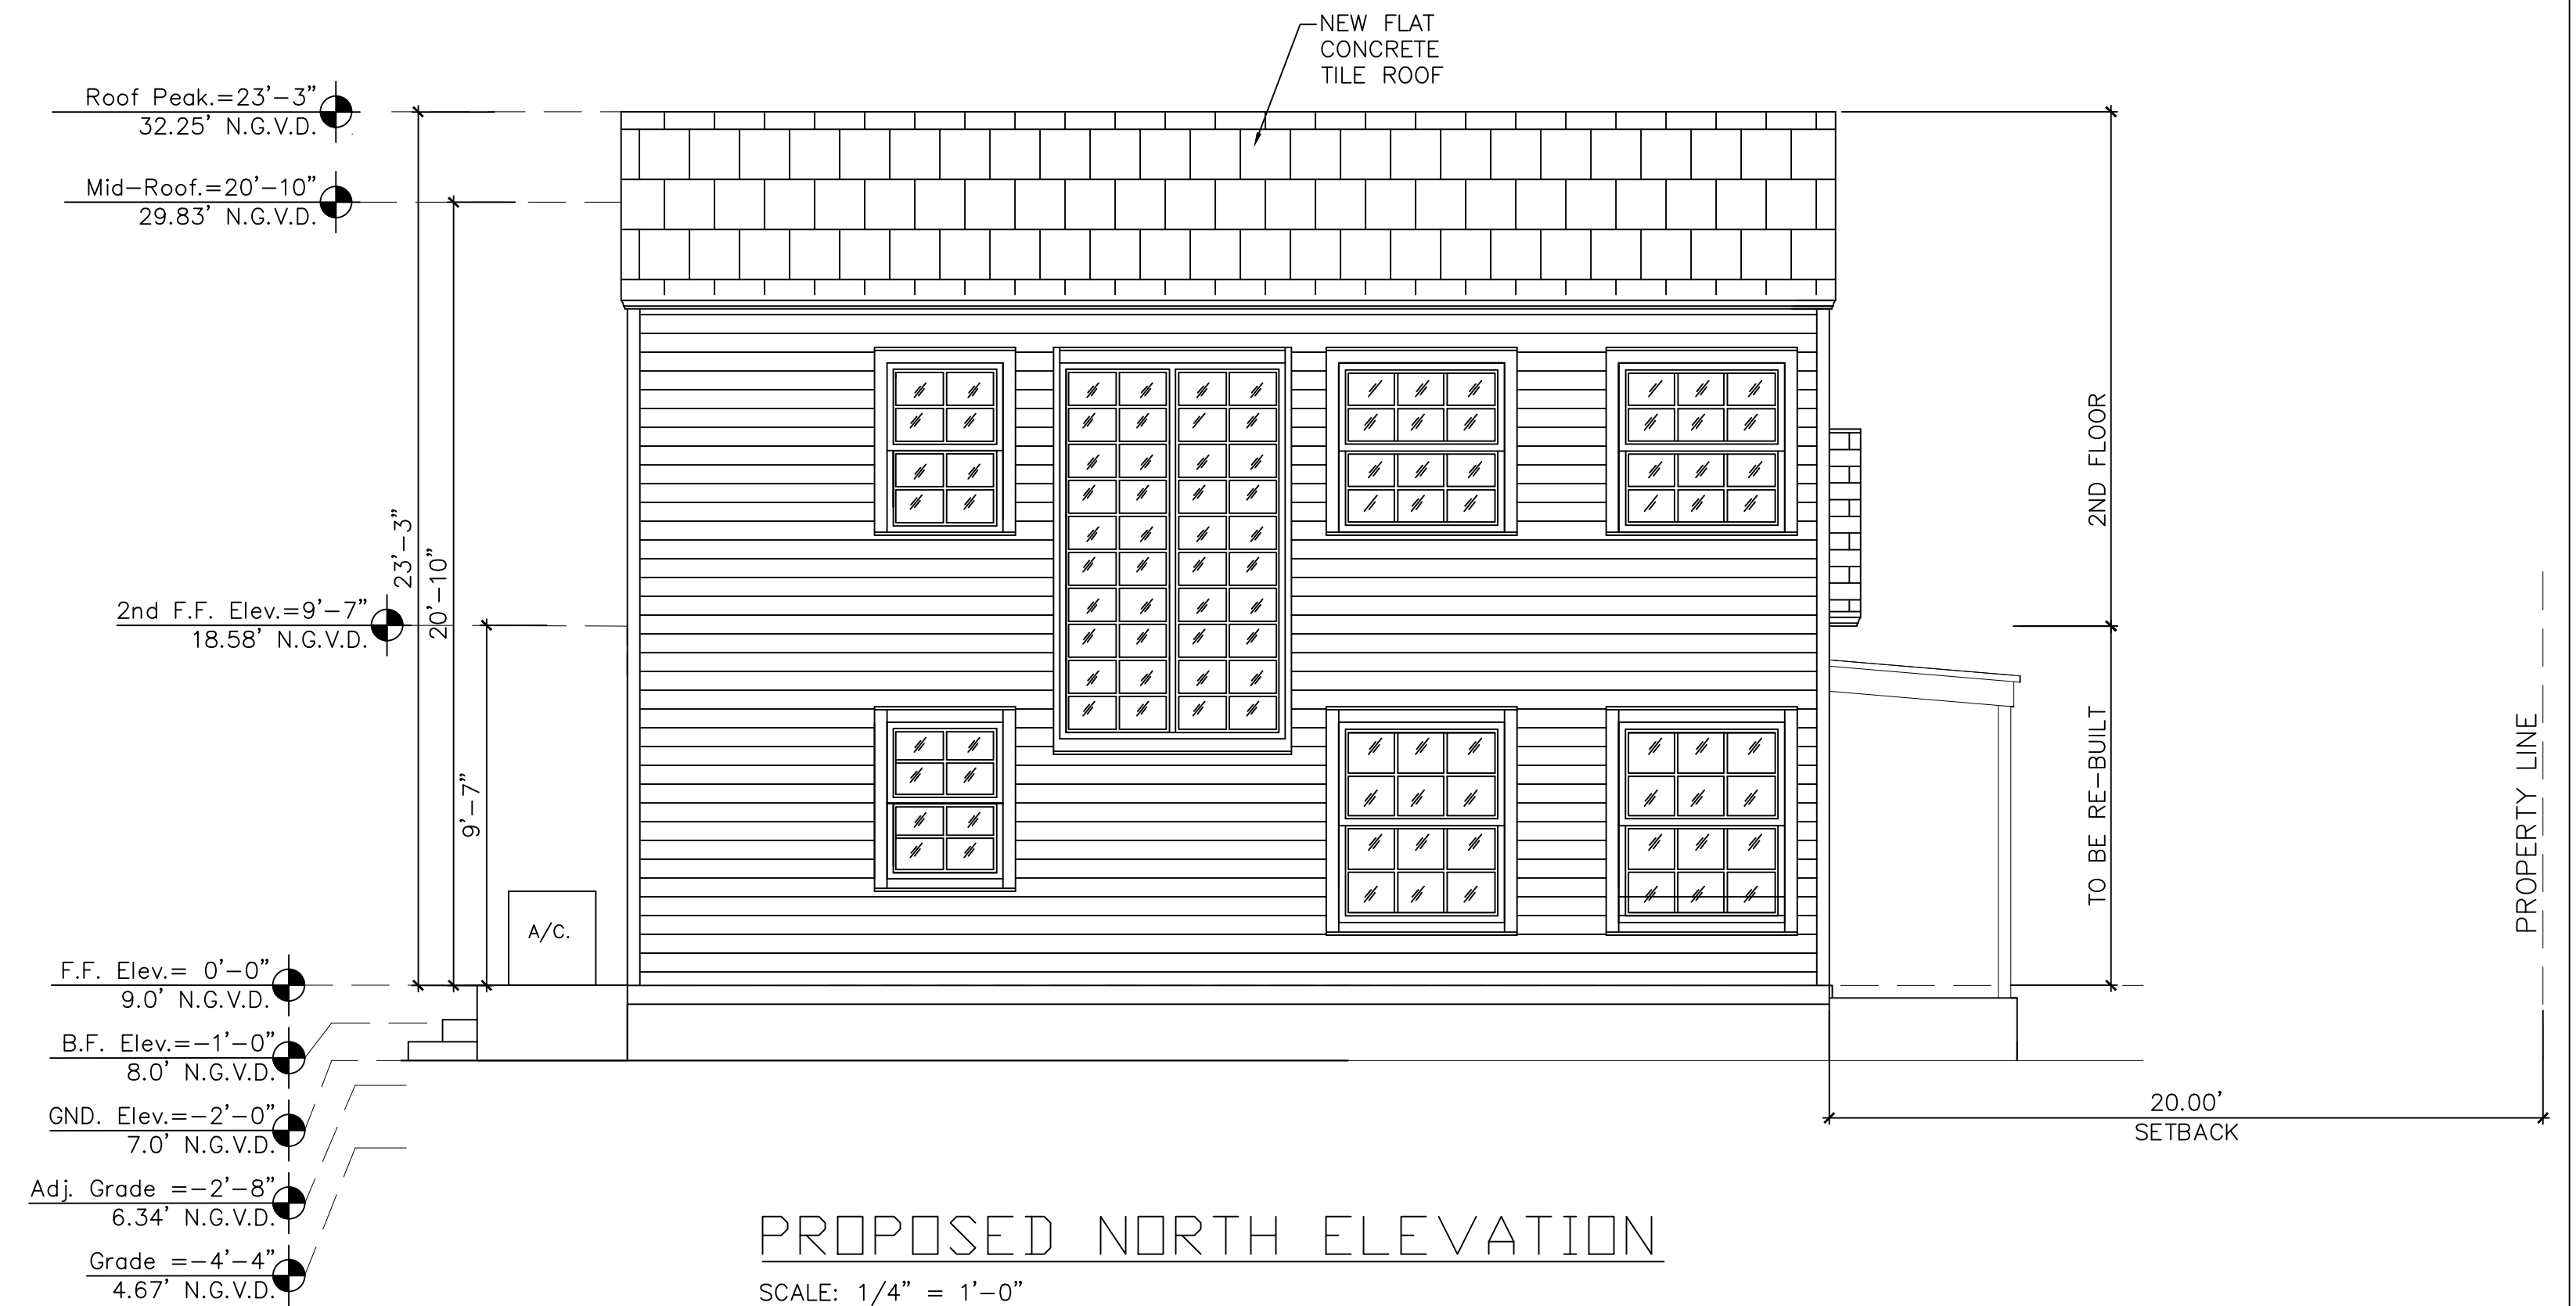 NEW FLAT
CONCRETE
TILE ROOF
Roof Peak.=23'-3"
32.25' N.G.V.D.
Mid-Roof.=20'-10"
29.83' N.G.V.D.
2nd F.F. Elev.=9'-7"
18.58' N.G.V.D.
23'-3"
20'-10"
9'-7"
2ND FLOOR
TO BE RE-BUILT
PROPERTY LINE
A/C.
F.F. Elev.= 0'-0"
9.0' N.G.V.D.
B.F. Elev.=-1'-0"
8.0' N.G.V.D.
GND. Elev.=-2'-0"
7.0' N.G.V.D.
Adj. Grade =-2'-8"
6.34' N.G.V.D.
Grade =-4'-4"
4.67' N.G.V.D.
20.00'
SETBACK
PROPOSED NORTH ELEVATION
SCALE: 1/4" = 1'-0"